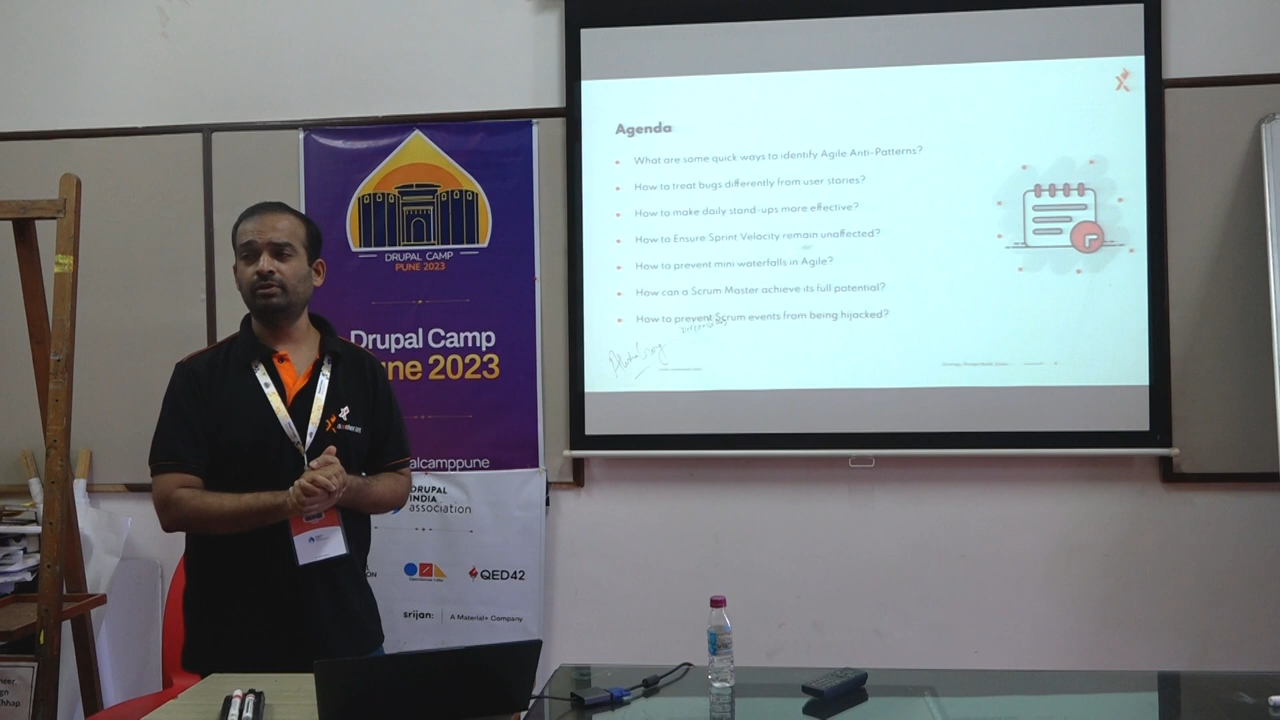 Agenda
What are some quick ways to identify Agile Anti-Patterns?
How to treat bugs differently from user stories?
How to make daily stand-ups more effective?
How to Ensure Sprint Velocity remain unaffected?
How to prevent mini waterfalls in Agile?
How can a Scrum Master achieve its full potential?
How to prevent Scrum events from being hijacked?
DRUPAL CAMP
PUNE 2023
Drupal Camp
ne 2023
alcamppune
DRUPAL
INDIA
association
QED42
srijan:
A Material+ Company